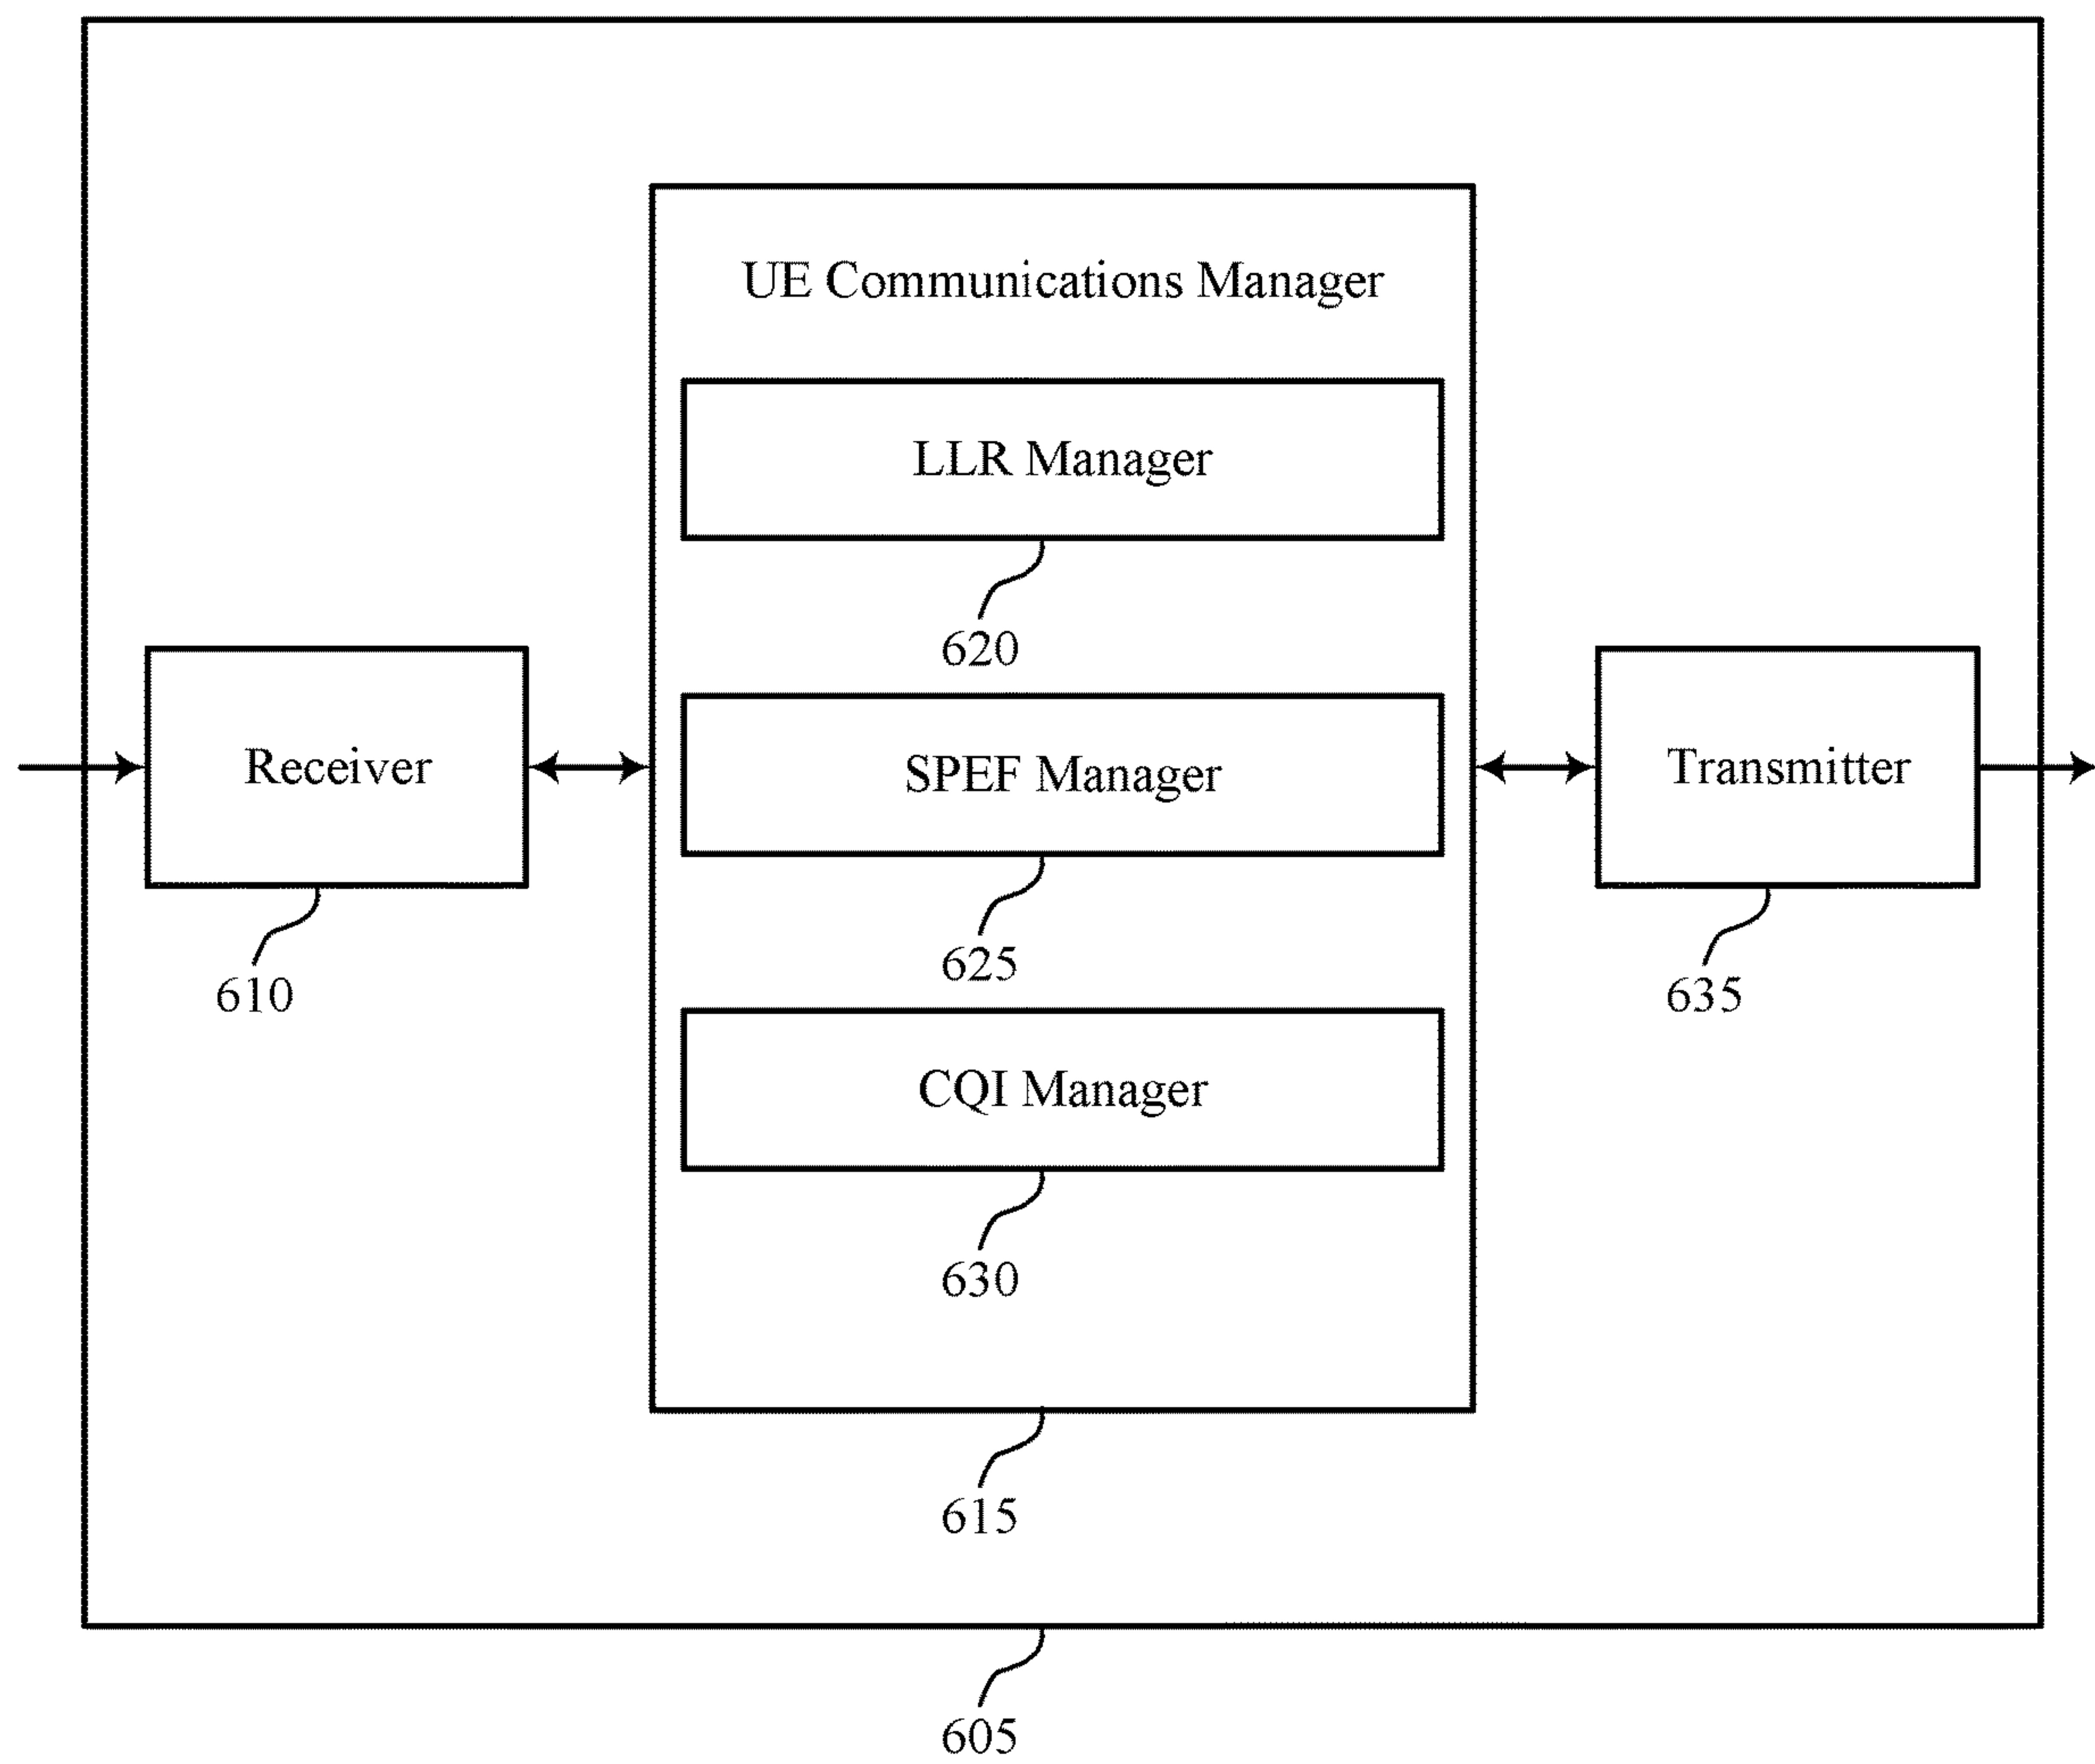 UE Communications Manager
LLR Manager
620
Receiver
SPEF Manager
Transmitter
610
625
635
CQI Manager
630
615
605